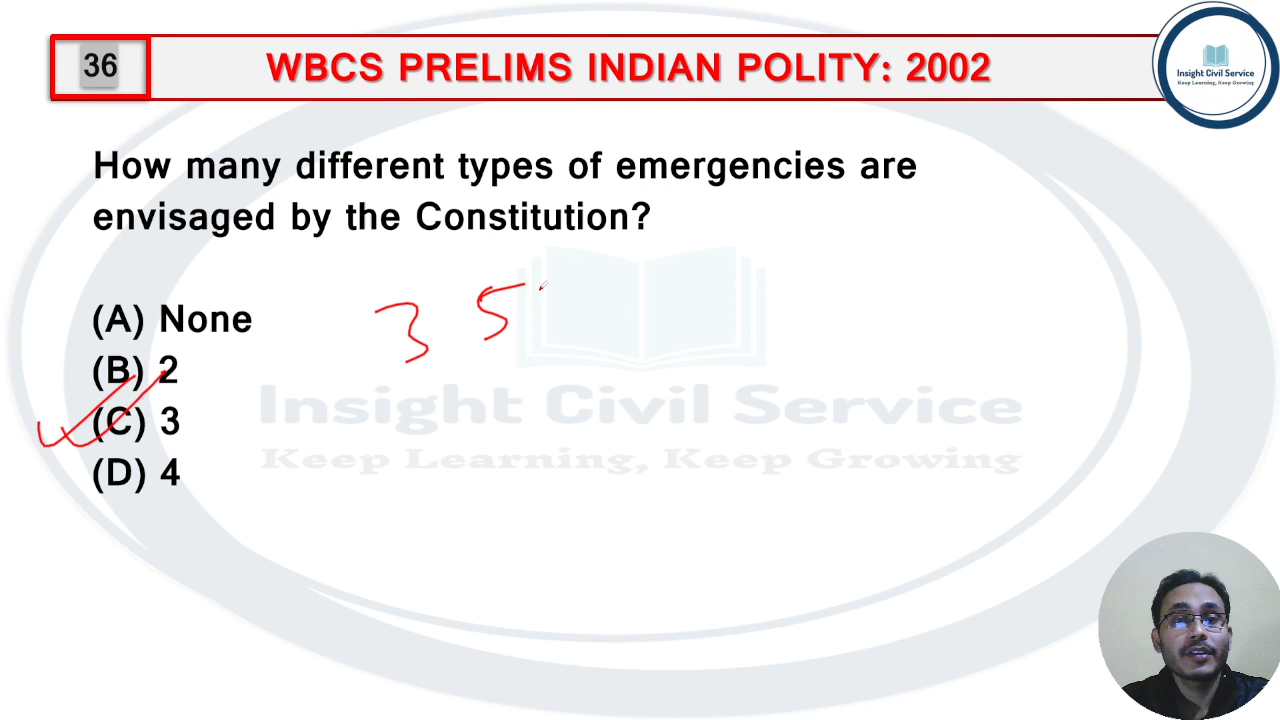 36
WBCS PRELIMS INDIAN POLITY: 2002
Insight Civil Service
Keep Learning, Keep Growing
How many different types of emergencies are
envisaged by the Constitution?
(A) None
3 5
(B) 2
(C) 3
(D) 4
Insight Civil Service
Keep Learning, Keep Growing